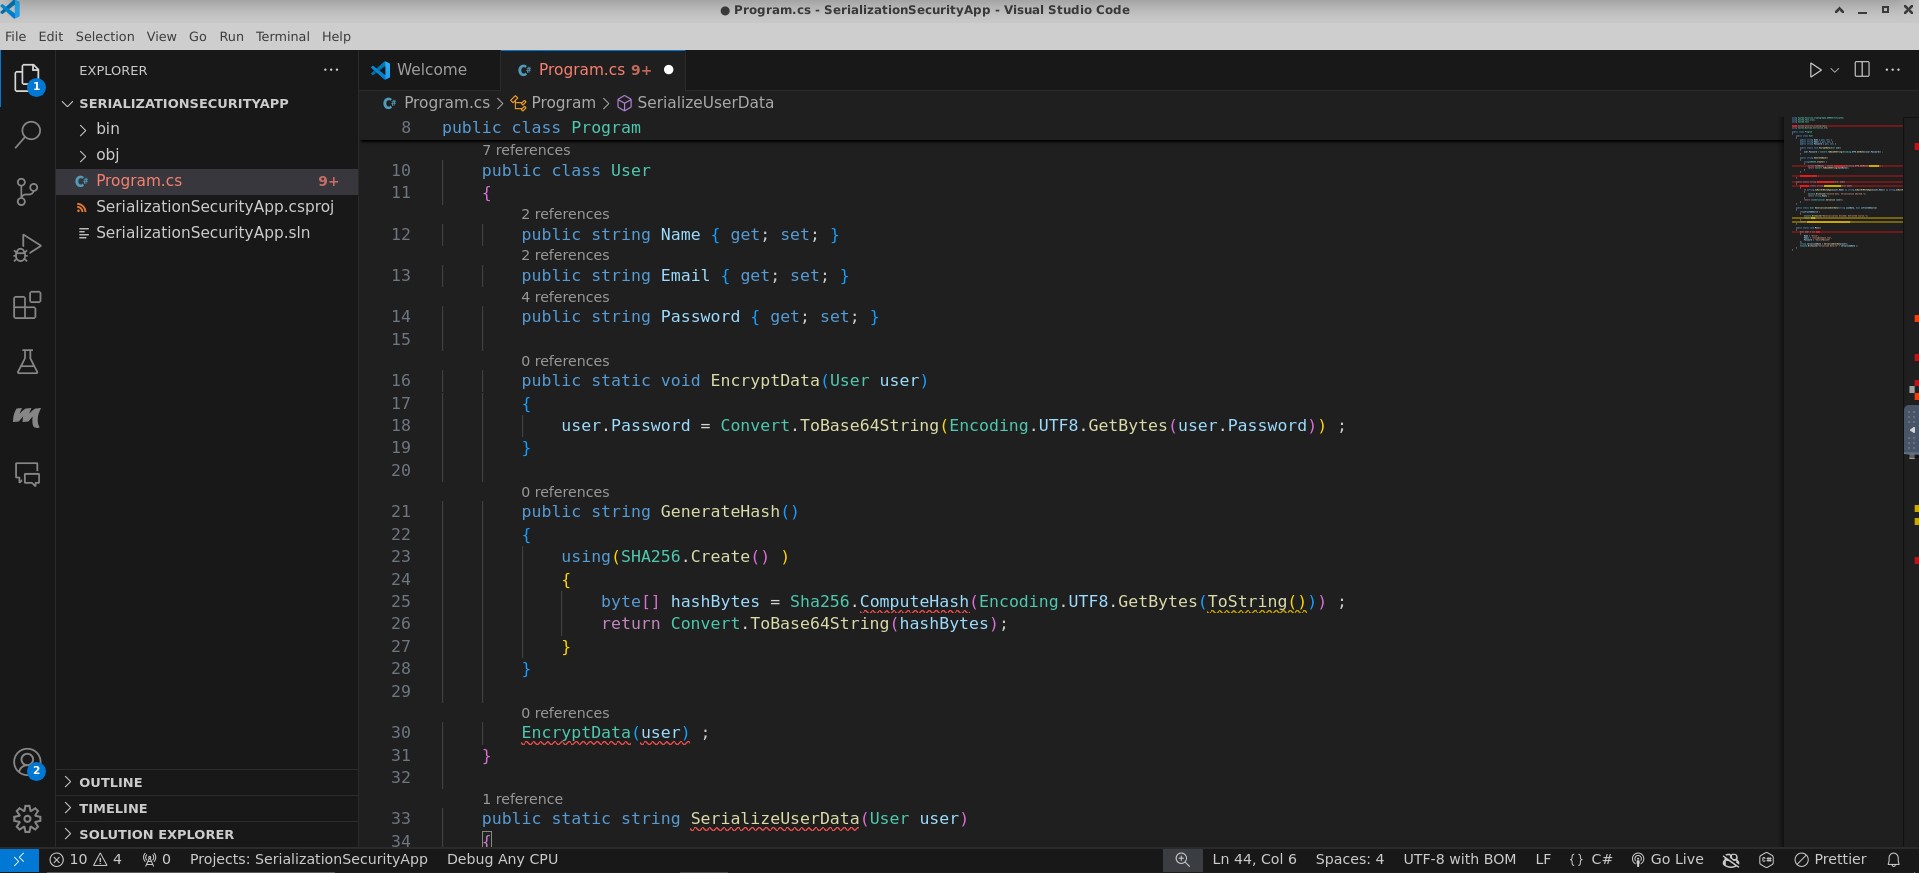 ● Program.cs - SerializationSecurityApp - Visual Studio Code
File Edit Selection View Go Run Terminal Help
EXPLORER
SERIALIZATIONSECURITYAPP
bin
obj
Program.cs 9+
SerializationSecurityApp.csproj
SerializationSecurityApp.sln
OUTLINE
TIMELINE
SOLUTION EXPLORER
1
2
Welcome
Program.cs 9+
Program.cs > Program > SerializeUserData
8 public class Program
7 references
10 public class User
11 {
2 references
12 public string Name { get; set; }
2 references
13 public string Email { get; set; }
4 references
14 public string Password { get; set; }
15
0 references
16 public static void EncryptData(User user)
17 {
18 user.Password = Convert.ToBase64String(Encoding.UTF8.GetBytes(user.Password)) ;
19 }
20
0 references
21 public string GenerateHash()
22 {
23 using(SHA256.Create() )
24 {
25 byte[] hashBytes = Sha256.ComputeHash(Encoding.UTF8.GetBytes(ToString())) ;
26 return Convert.ToBase64String(hashBytes);
27 }
28 }
29
0 references
30 EncryptData(user) ;
31 }
32
1 reference
33 public static string SerializeUserData(User user)
34 {
10 4 0 Projects: SerializationSecurityApp Debug Any CPU Ln 44, Col 6 Spaces: 4 UTF-8 with BOM LF {} C# Go Live Prettier